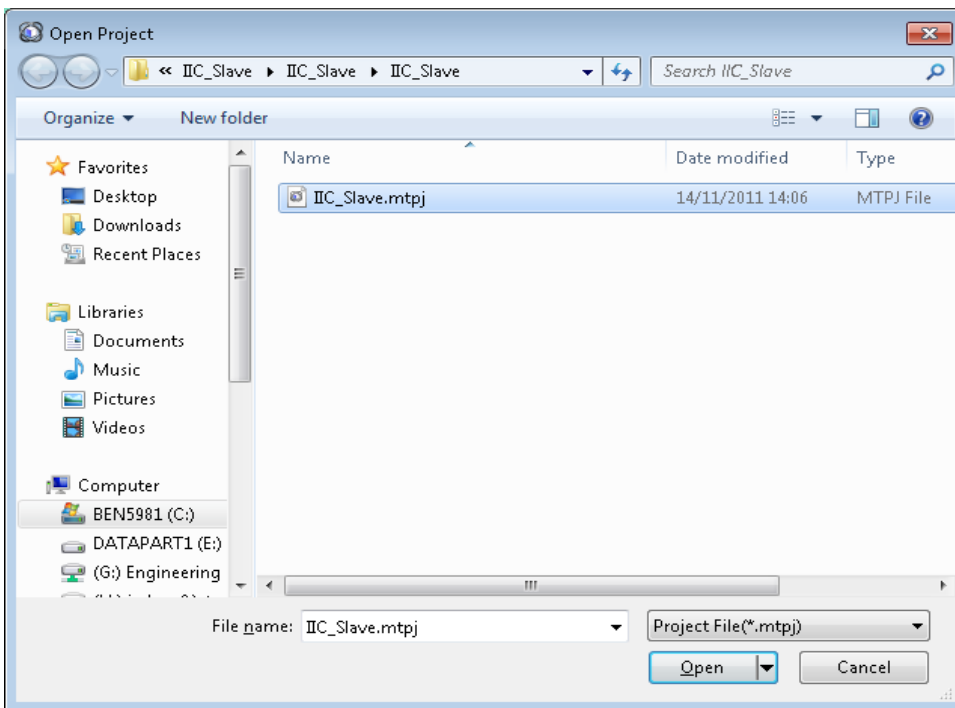 Open Project
« IIC_Slave ▸ IIC_Slave ▸ IIC_Slave
Search IIC_Slave
Organize
New folder
Name
Date modified
Type
Favorites
Desktop
Downloads
Recent Places
Libraries
Documents
Music
Pictures
Videos
Computer
BEN5981 (C:)
DATAPART1 (E:)
(G:) Engineering
IIC_Slave.mtpj
14/11/2011 14:06
MTPJ File
File name:
IIC_Slave.mtpj
Project File(*.mtpj)
Open
Cancel